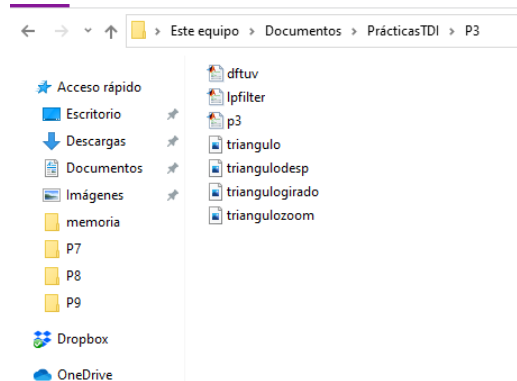 Este equipo > Documentos > PrácticasTDI > P3
Acceso rápido
Escritorio
Descargas
Documentos
Imágenes
memoria
P7
P8
P9
Dropbox
OneDrive
dftuv
lpfilter
p3
triangulo
triangulodesp
triangulogirado
triangulozoom